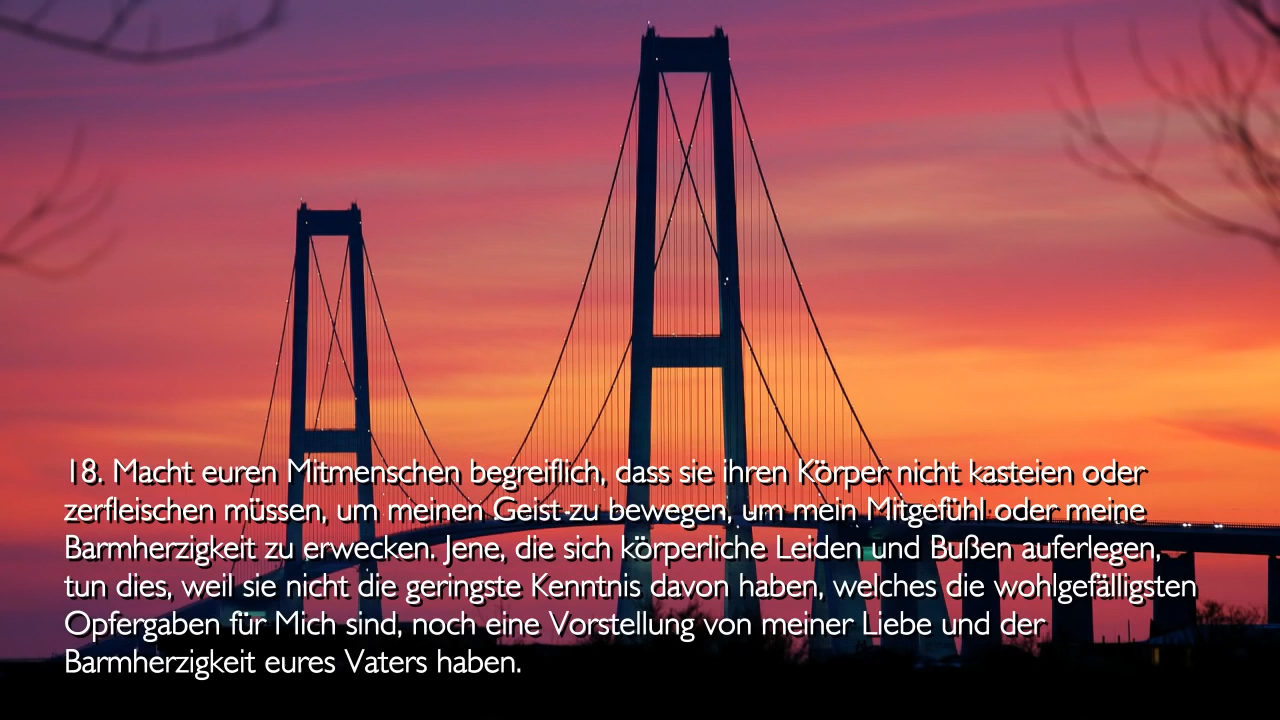 18. Macht euren Mitmenschen begreiflich, dass sie ihren Körper nicht kasteien oder
zerfleischen müssen, um meinen Geist zu bewegen, um mein Mitgefühl oder meine
Barmherzigkeit zu erwecken. Jene, die sich körperliche Leiden und Bußen auferlegen,
tun dies, weil sie nicht die geringste Kenntnis davon haben, welches die wohlgefälligsten
Opfergaben für Mich sind, noch eine Vorstellung von meiner Liebe und der
Barmherzigkeit eures Vaters haben.